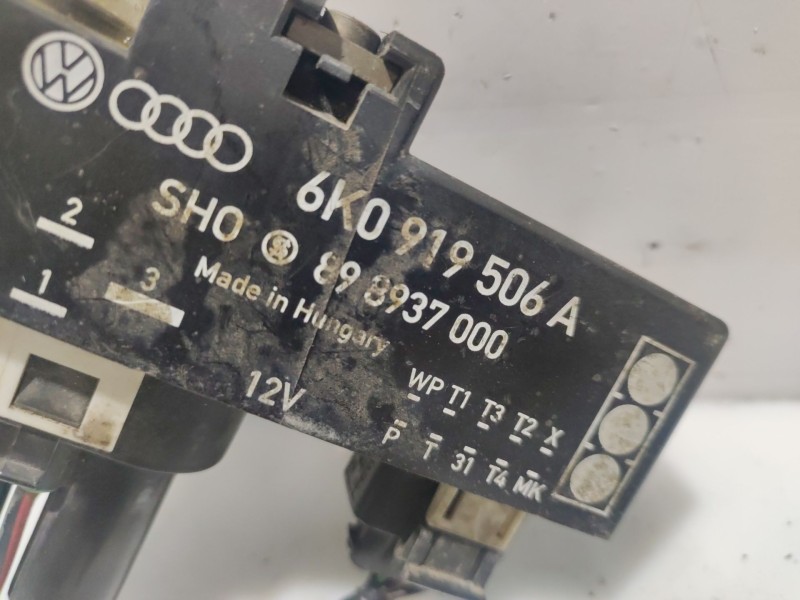 6K0 919 506 A
SHO 89 8937 000
Made in Hungary
2
1
3
12V
WP T1 T3 T2 X
P T 31 T4 MK